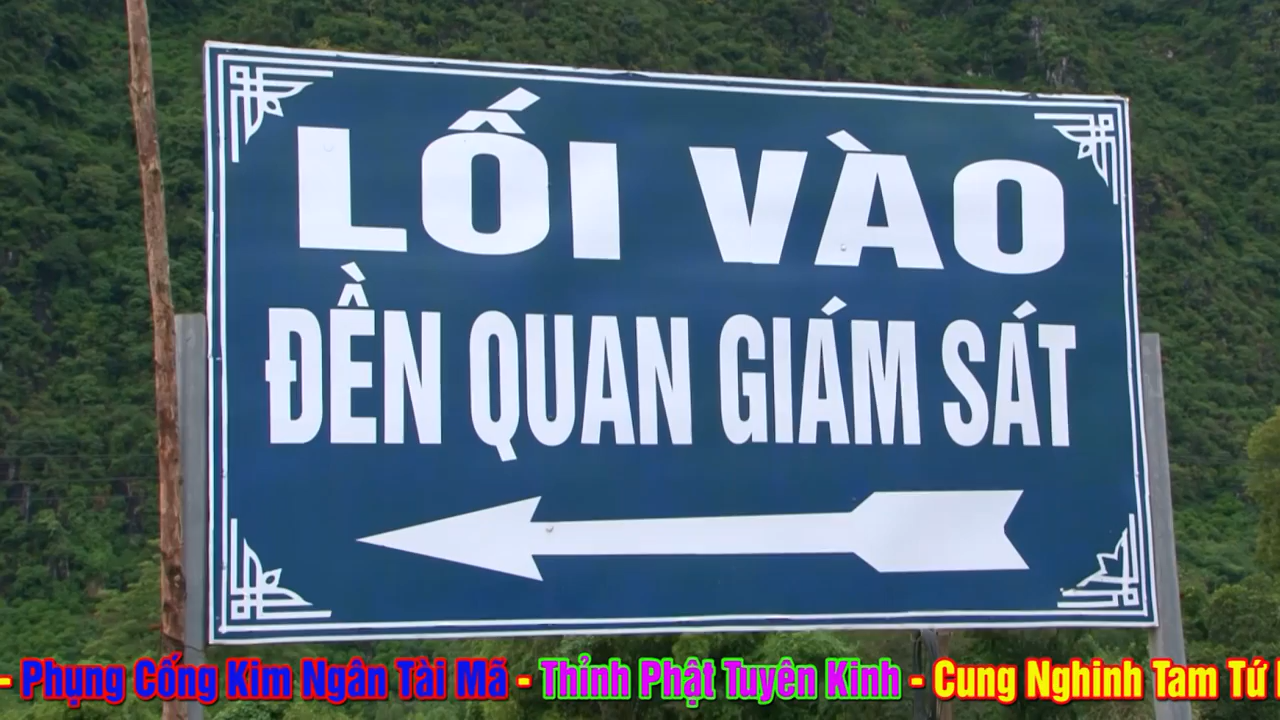 LỐI VÀO
ĐỀN QUAN GIÁM SÁT
- Phụng Cống Kim Ngân Tài Mã - Thỉnh Phật Tuyên Kinh - Cung Nghinh Tam Tứ